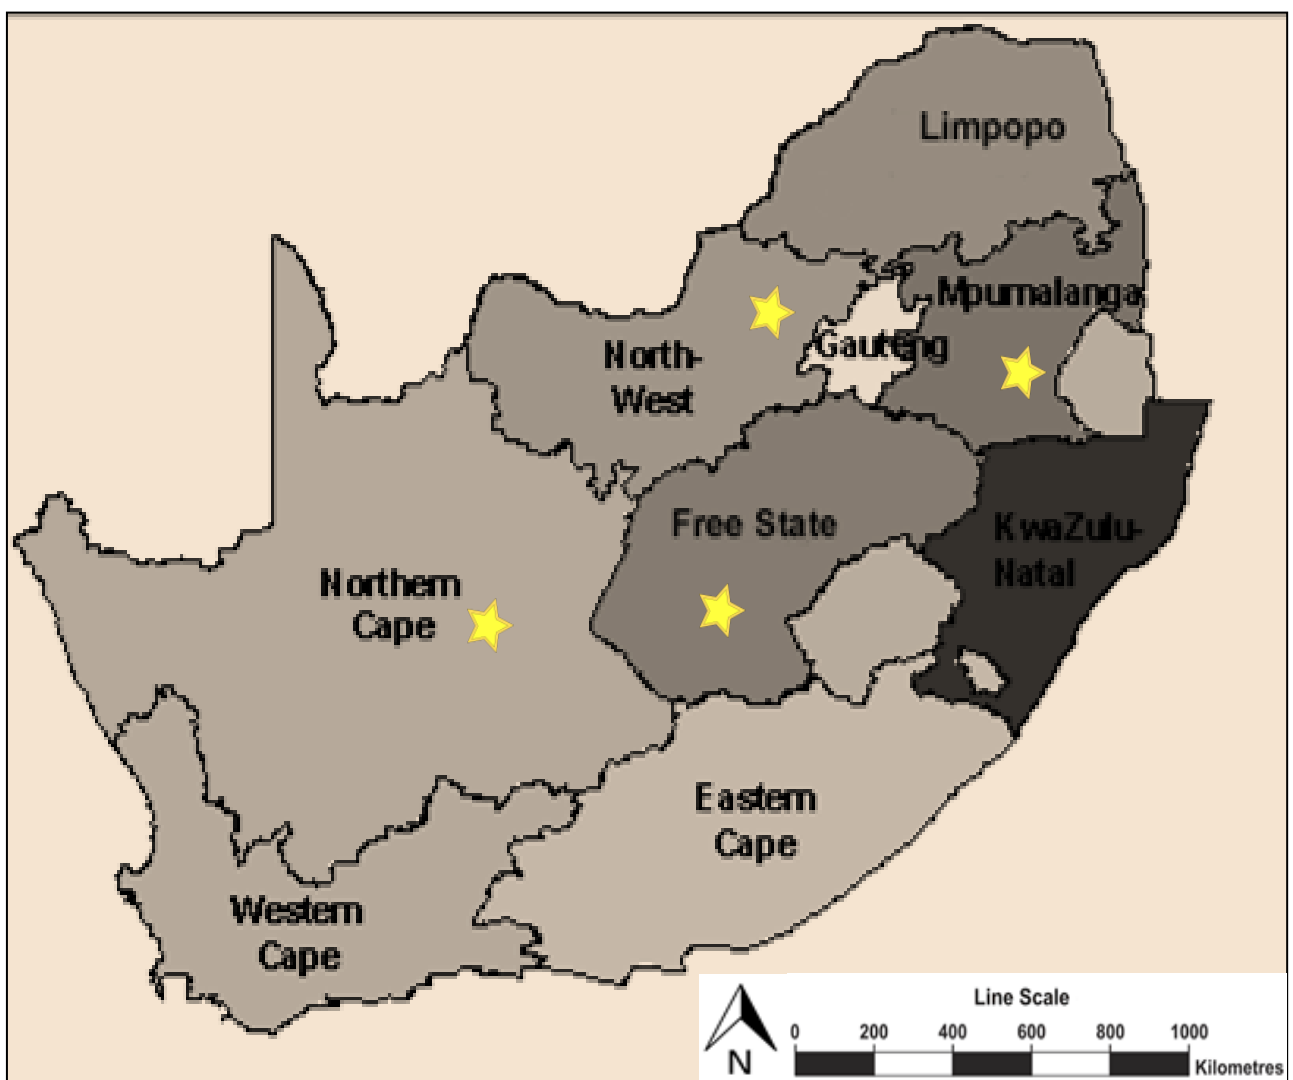 Limpopo
Mpumalanga
Gauteng
North-
West
Free State
KwaZulu-
Natal
Northern
Cape
Eastern
Cape
Western
Cape
Line Scale
0 200 400 600 800 1000
Kilometres
N